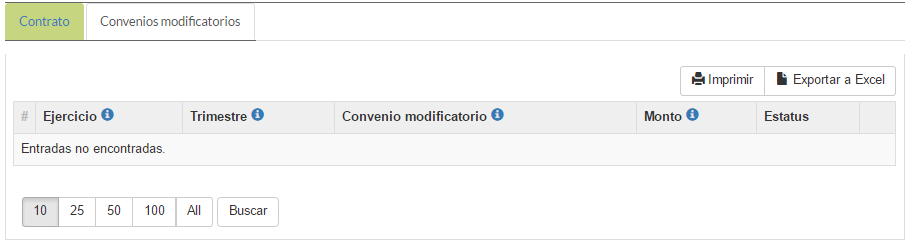 Contrato Convenios modificatorios
Imprimir Exportar a Excel
# Ejercicio Trimestre Convenio modificatorio Monto Estatus
Entradas no encontradas.
10 25 50 100 All Buscar